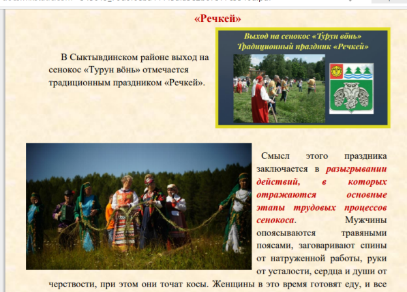 «Речкей»
Выход на сенокос «Турун вöнь»
Традиционный праздник «Речкей»
В Сыктывдинском районе выход на
сенокос «Турун вöнь» отмечается
традиционным праздником «Речкей».
Смысл этого праздника
заключается в разыгрывании
действий, в которых
отражаются основные
этапы трудовых процессов
сенокоса. Мужчины
опоясываются травяными
поясами, заговаривают спины
от натруженной работы, руки
от усталости, сердца и души от
черствости, при этом они точат косы. Женщины в это время готовят еду, и все